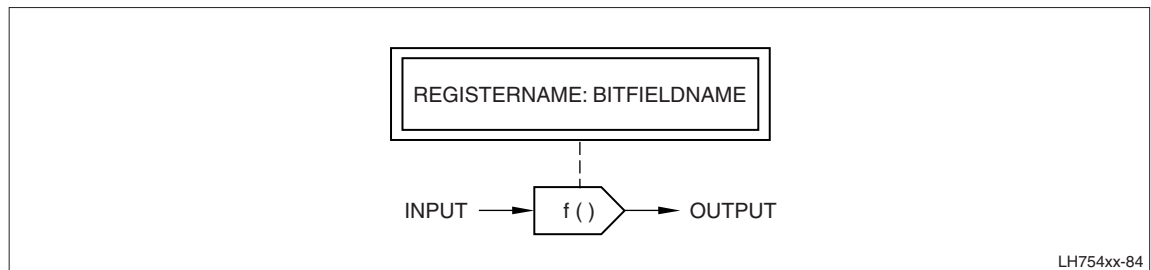 REGISTERNAME: BITFIELDNAME
INPUT f ( ) OUTPUT
LH754xx-84